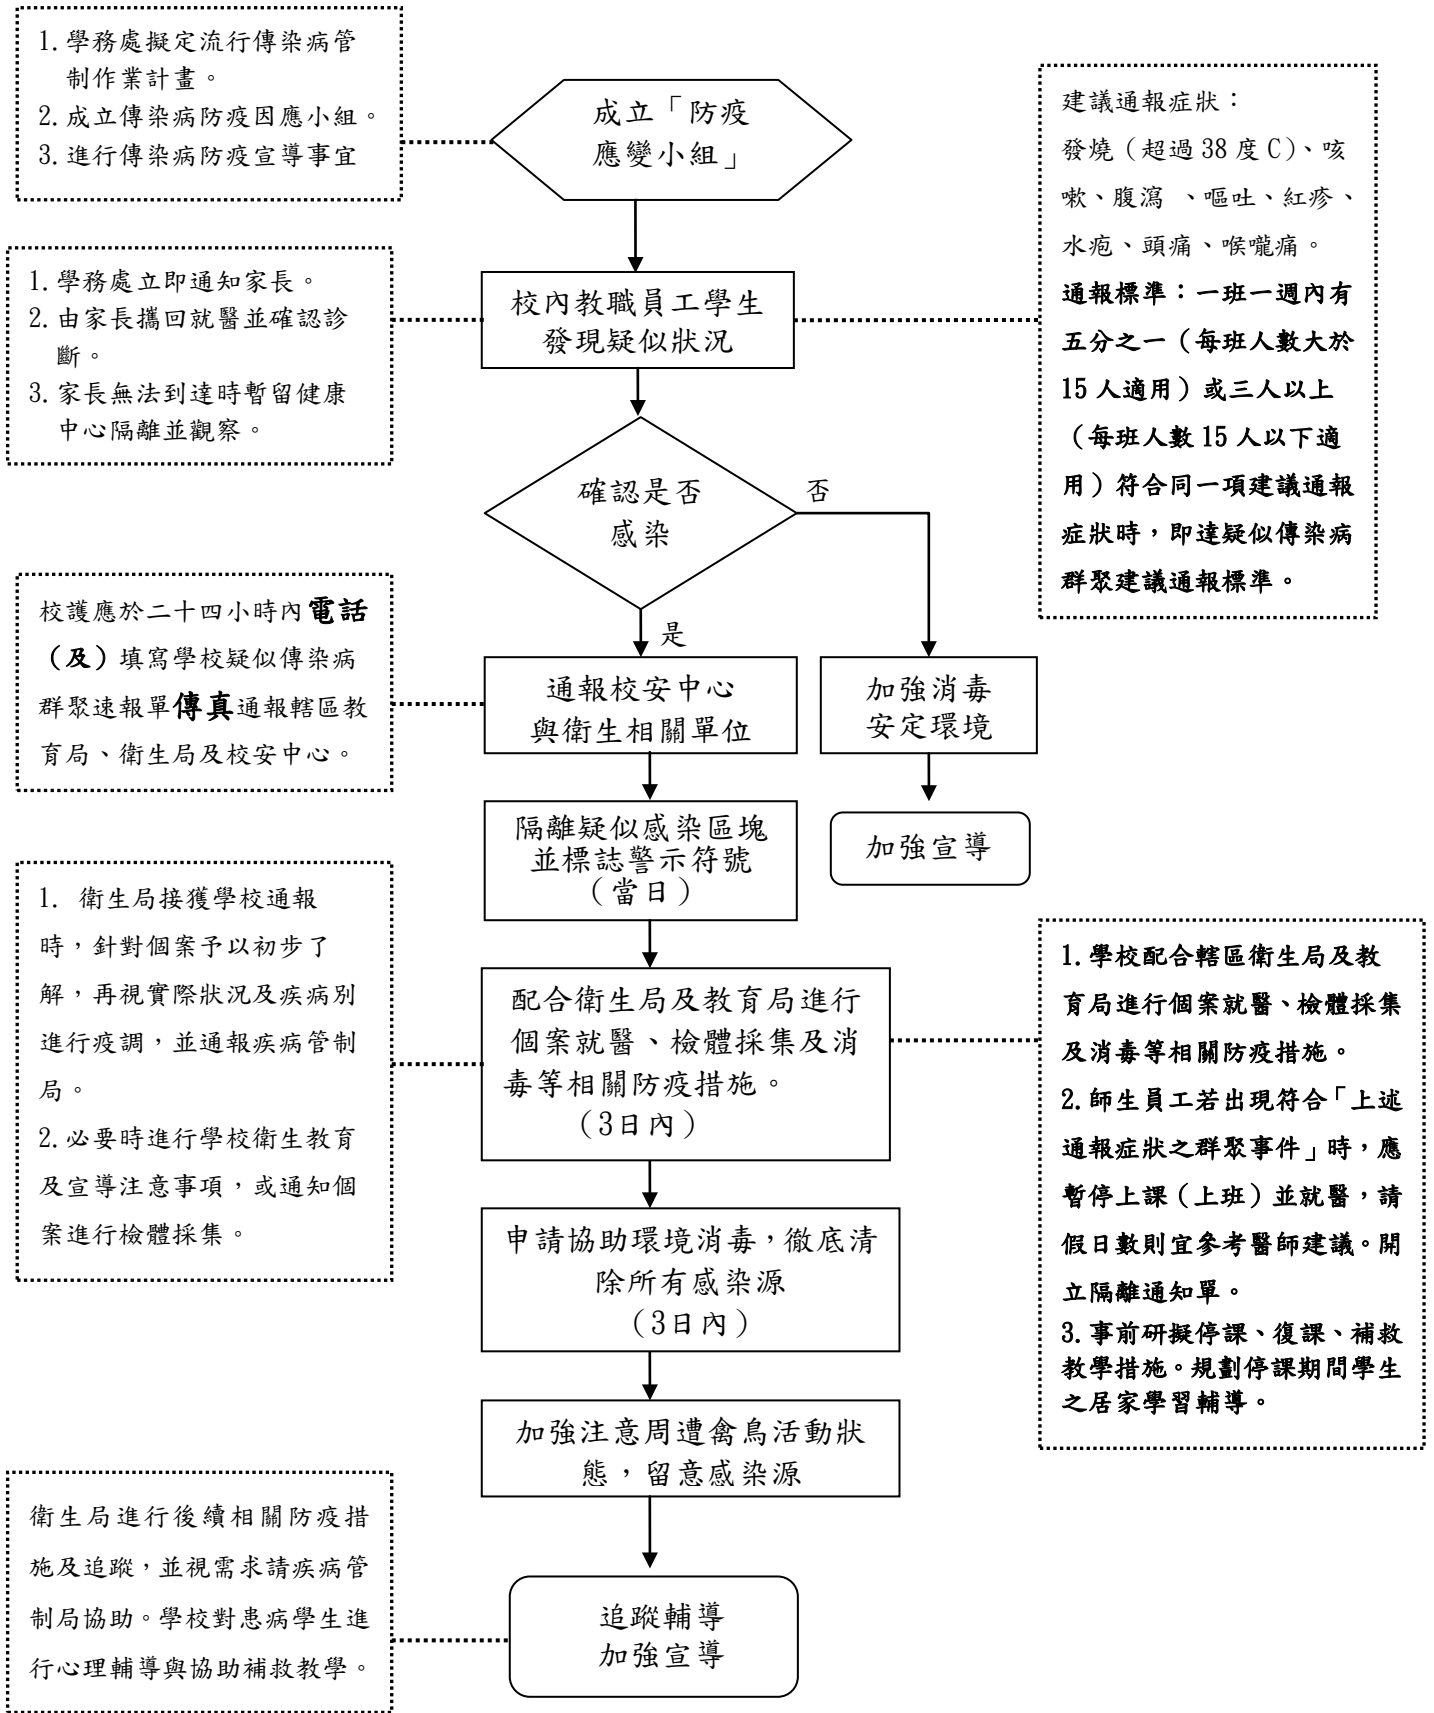 1.學務處擬定流行傳染病管
制作業計畫。
2.成立傳染病防疫因應小組。
3.進行傳染病防疫宣導事宜
成立「防疫
應變小組」
建議通報症狀：
發燒（超過38度C）、咳
嗽、腹瀉 、嘔吐、紅疹、
水疱、頭痛、喉嚨痛。
通報標準：一班一週內有
五分之一（每班人數大於
15人適用）或三人以上
（每班人數15人以下適
用）符合同一項建議通報
症狀時，即達疑似傳染病
群聚建議通報標準。
1.學務處立即通知家長。
2.由家長攜回就醫並確認診
斷。
3.家長無法到達時暫留健康
中心隔離並觀察。
校內教職員工學生
發現疑似狀況
確認是否
感染
否
是
校護應於二十四小時內電話
（及）填寫學校疑似傳染病
群聚速報單傳真通報轄區教
育局、衛生局及校安中心。
通報校安中心
與衛生相關單位
加強消毒
安定環境
隔離疑似感染區塊
並標誌警示符號
（當日）
加強宣導
1. 衛生局接獲學校通報
時，針對個案予以初步了
解，再視實際狀況及疾病別
進行疫調，並通報疾病管制
局。
2.必要時進行學校衛生教育
及宣導注意事項，或通知個
案進行檢體採集。
配合衛生局及教育局進行
個案就醫、檢體採集及消
毒等相關防疫措施。
（3日內）
1.學校配合轄區衛生局及教
育局進行個案就醫、檢體採集
及消毒等相關防疫措施。
2.師生員工若出現符合「上述
通報症狀之群聚事件」時，應
暫停上課（上班）並就醫，請
假日數則宜參考醫師建議。開
立隔離通知單。
3.事前研擬停課、復課、補救
教學措施。規劃停課期間學生
之居家學習輔導。
申請協助環境消毒，徹底清
除所有感染源
（3日內）
加強注意周遭禽鳥活動狀
態，留意感染源
衛生局進行後續相關防疫措
施及追蹤，並視需求請疾病管
制局協助。學校對患病學生進
行心理輔導與協助補救教學。
追蹤輔導
加強宣導